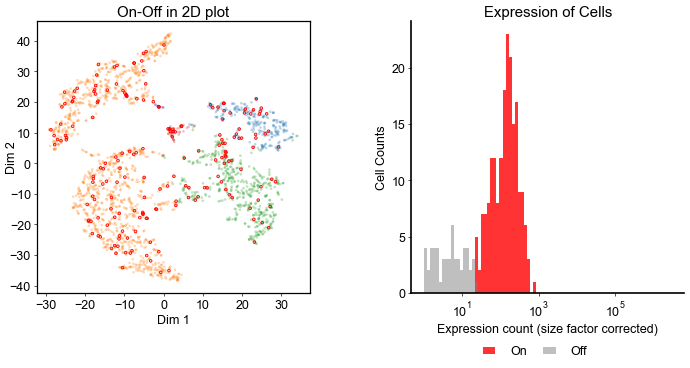 On-Off in 2D plot
Dim 2
40
30
20
10
0
−10
−20
−30
−40
−30 −20 −10 0 10 20 30
Dim 1
Expression of Cells
Cell Counts
20
15
10
5
0
10^1 10^3 10^5
Expression count (size factor corrected)
On Off